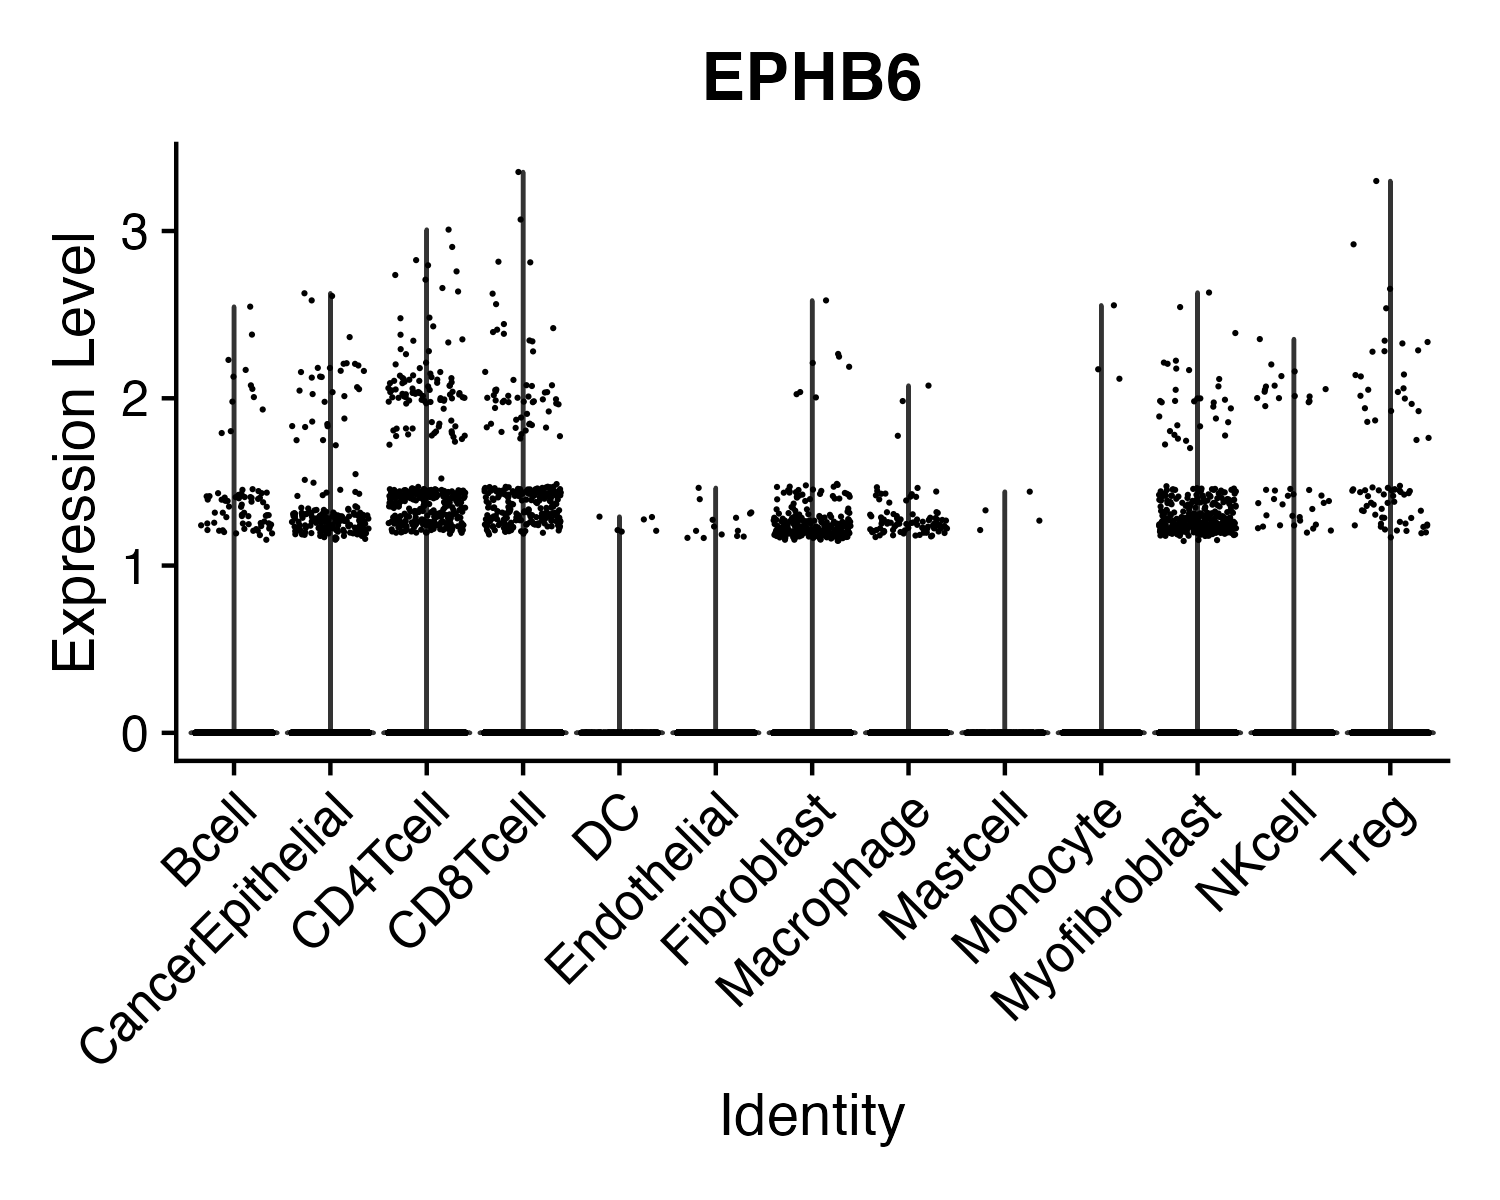 EPHB6
Expression Level
3
2
1
0
Bcell
CancerEpithelial
CD4Tcell
CD8Tcell
DC
Endothelial
Fibroblast
Macrophage
Mastcell
Monocyte
Myofibroblast
NKcell
Treg
Identity